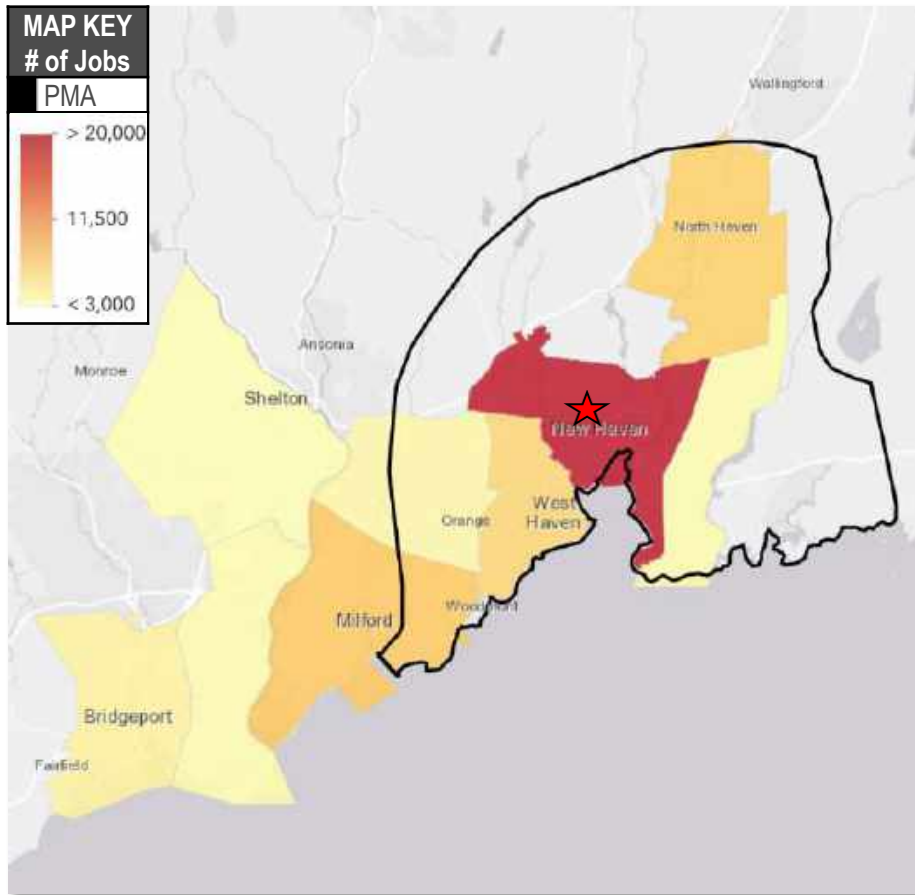 MAP KEY
# of Jobs
PMA
> 20,000
11,500
< 3,000
Wallingford
North Haven
Ansonia
Monroe
Shelton
New Haven
West
Haven
Orange
Woodmont
Milford
Bridgeport
Fairfield